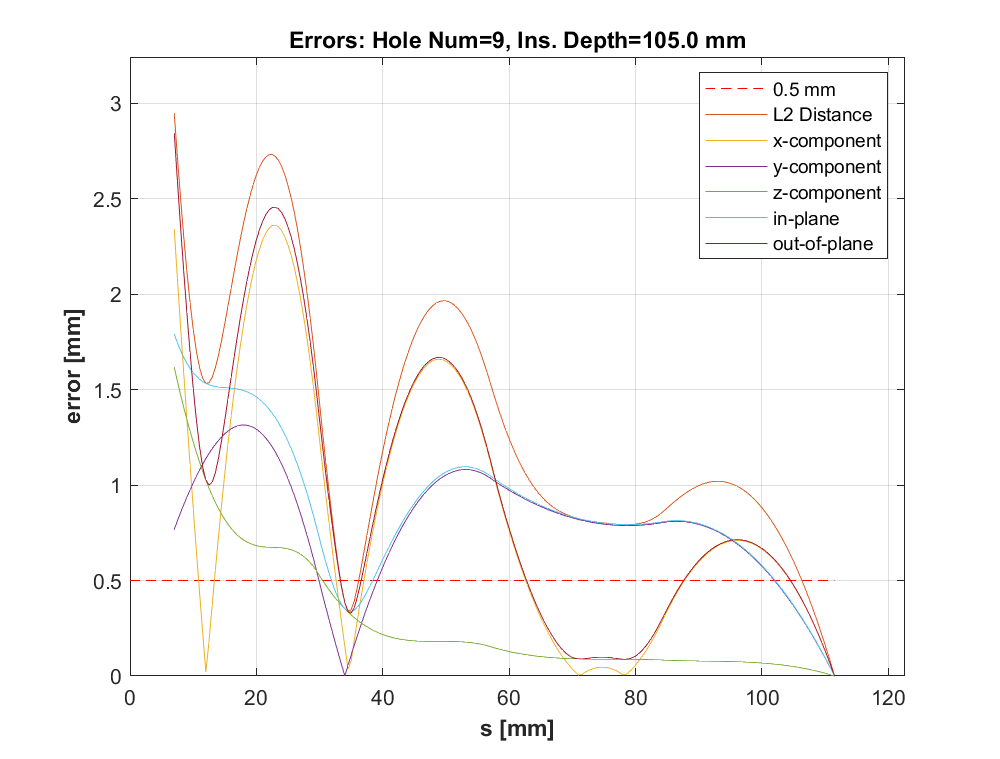 Errors: Hole Num=9, Ins. Depth=105.0 mm
error [mm]
3
2.5
2
1.5
1
0.5
0
0 20 40 60 80 100 120
s [mm]
0.5 mm
L2 Distance
x-component
y-component
z-component
in-plane
out-of-plane